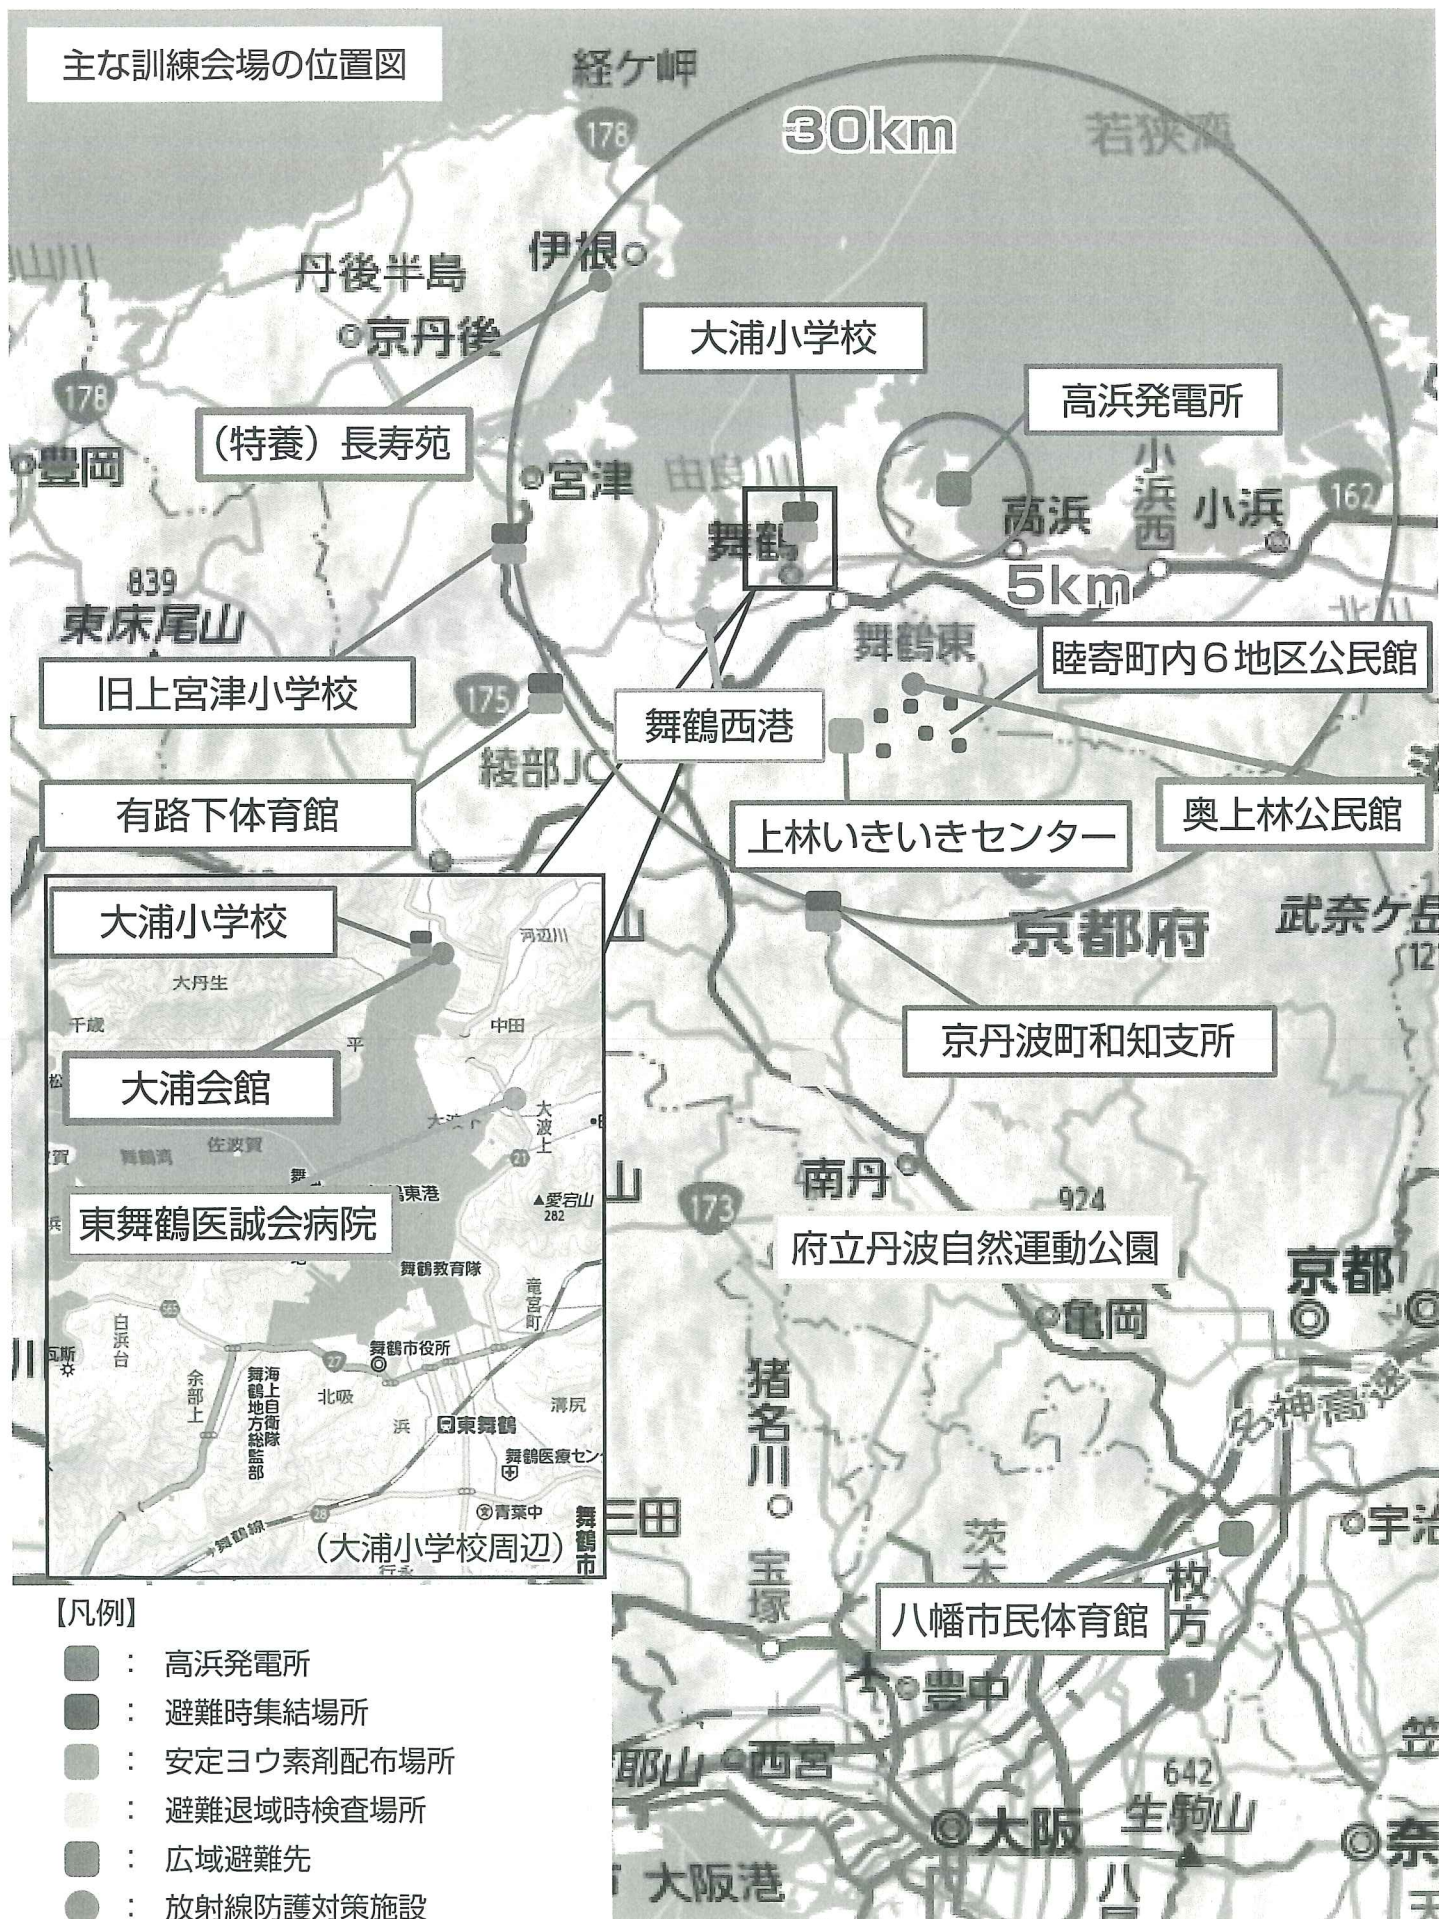 主な訓練会場の位置図
経ケ岬
178
30km
若狭湾
伊根
丹後半島
京丹後
大浦小学校
178
高浜発電所
（特養）長寿苑
豊岡
宮津
由良川
小浜西
高浜
小浜
162
舞鶴
839
東床尾山
5km
北川
舞鶴東
睦寄町内６地区公民館
旧上宮津小学校
175
舞鶴西港
綾部JC
有路下体育館
上林いきいきセンター
奥上林公民館
京都府
武奈ケ岳
京丹波町和知支所
大浦小学校
河辺川
大丹生
千歳
中田
平
大浦会館
大波上
佐波賀
舞鶴湾
21
東舞鶴医誠会病院
愛宕山
282
舞鶴教育隊
竜宮町
565
白浜台
舞鶴市役所
27
余部上
海上自衛隊
舞鶴地方総監部
北吸
浜
溝尻
東舞鶴
舞鶴医療セン
28
青葉中
舞鶴線
舞鶴市
（大浦小学校周辺）
行永
南丹
173
924
府立丹波自然運動公園
京都
亀岡
猪名川
名神高速
三田
宇治
茨木
宝塚
枚方
八幡市民体育館
豊中
1
西宮
642
生駒山
大阪
大阪港
【凡例】
： 高浜発電所
： 避難時集結場所
： 安定ヨウ素剤配布場所
： 避難退域時検査場所
： 広域避難先
： 放射線防護対策施設